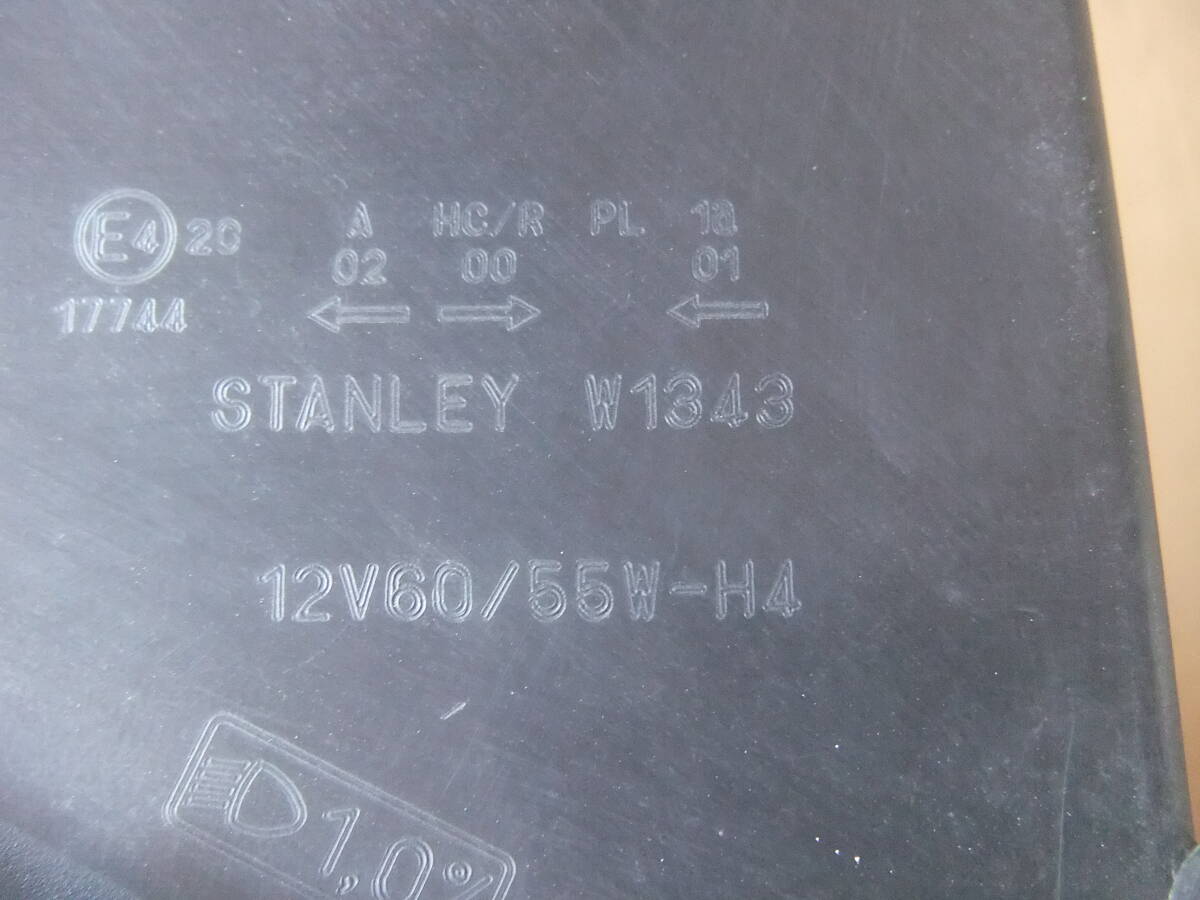 E4 20 A HC/R PL 1a
02 00 01
17744
STANLEY W1343
12V60/55W-H4
1,0%